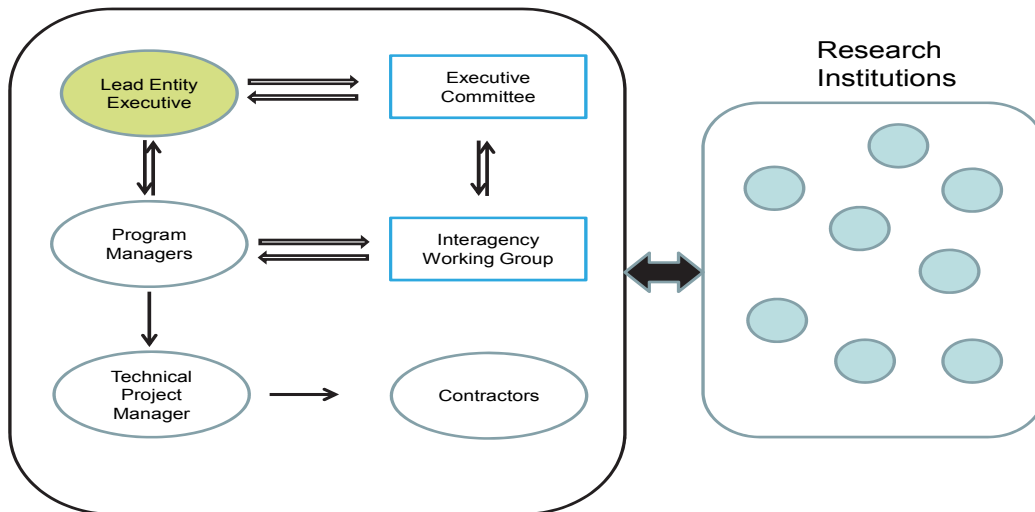 Research
Institutions
Lead Entity
Executive
Executive
Committee
Program
Managers
Interagency
Working Group
Technical
Project
Manager
Contractors